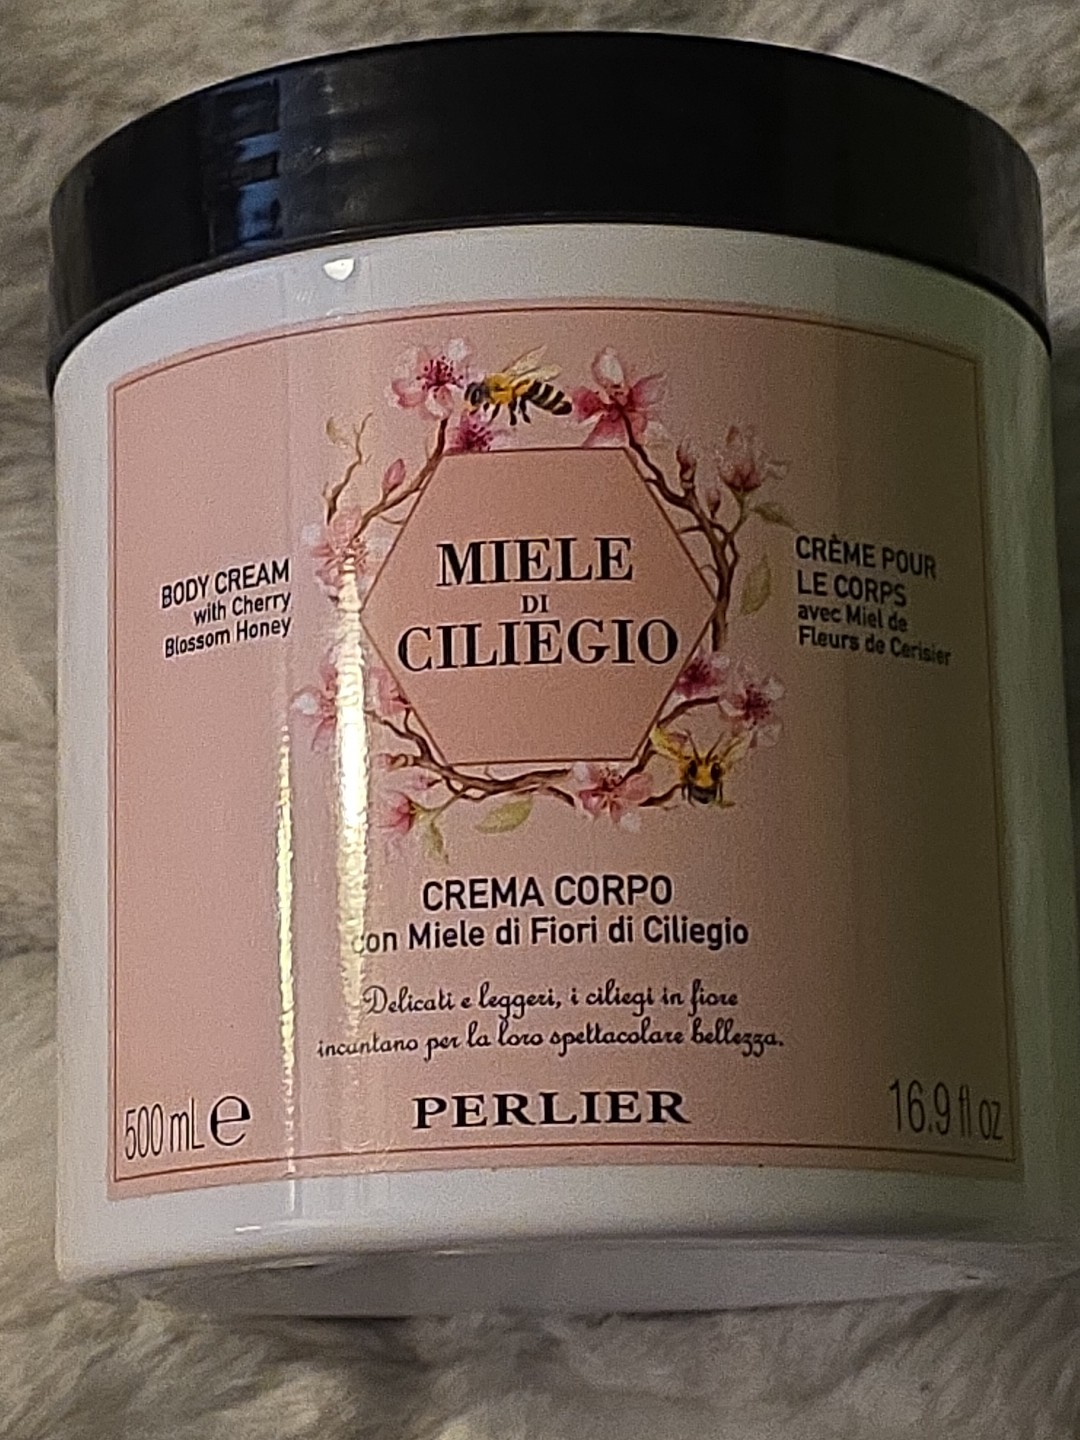 MIELE
DI
CILIEGIO
BODY CREAM
with Cherry
Blossom Honey
CRÈME POUR
LE CORPS
avec Miel de
Fleurs de Cerisier
CREMA CORPO
con Miele di Fiori di Ciliegio
Delicati e leggeri, i ciliegi in fiore
incantano per la loro spettacolare bellezza.
PERLIER
500 mL e
16.9 fl oz